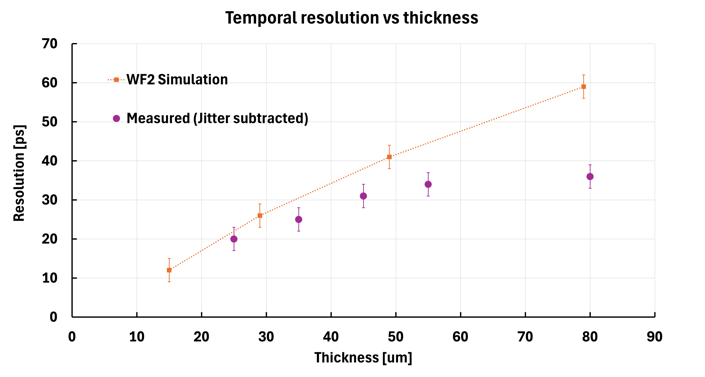 Temporal resolution vs thickness
70
60
50
40
30
20
10
0
WF2 Simulation
Measured (Jitter subtracted)
Resolution [ps]
0 10 20 30 40 50 60 70 80 90
Thickness [um]